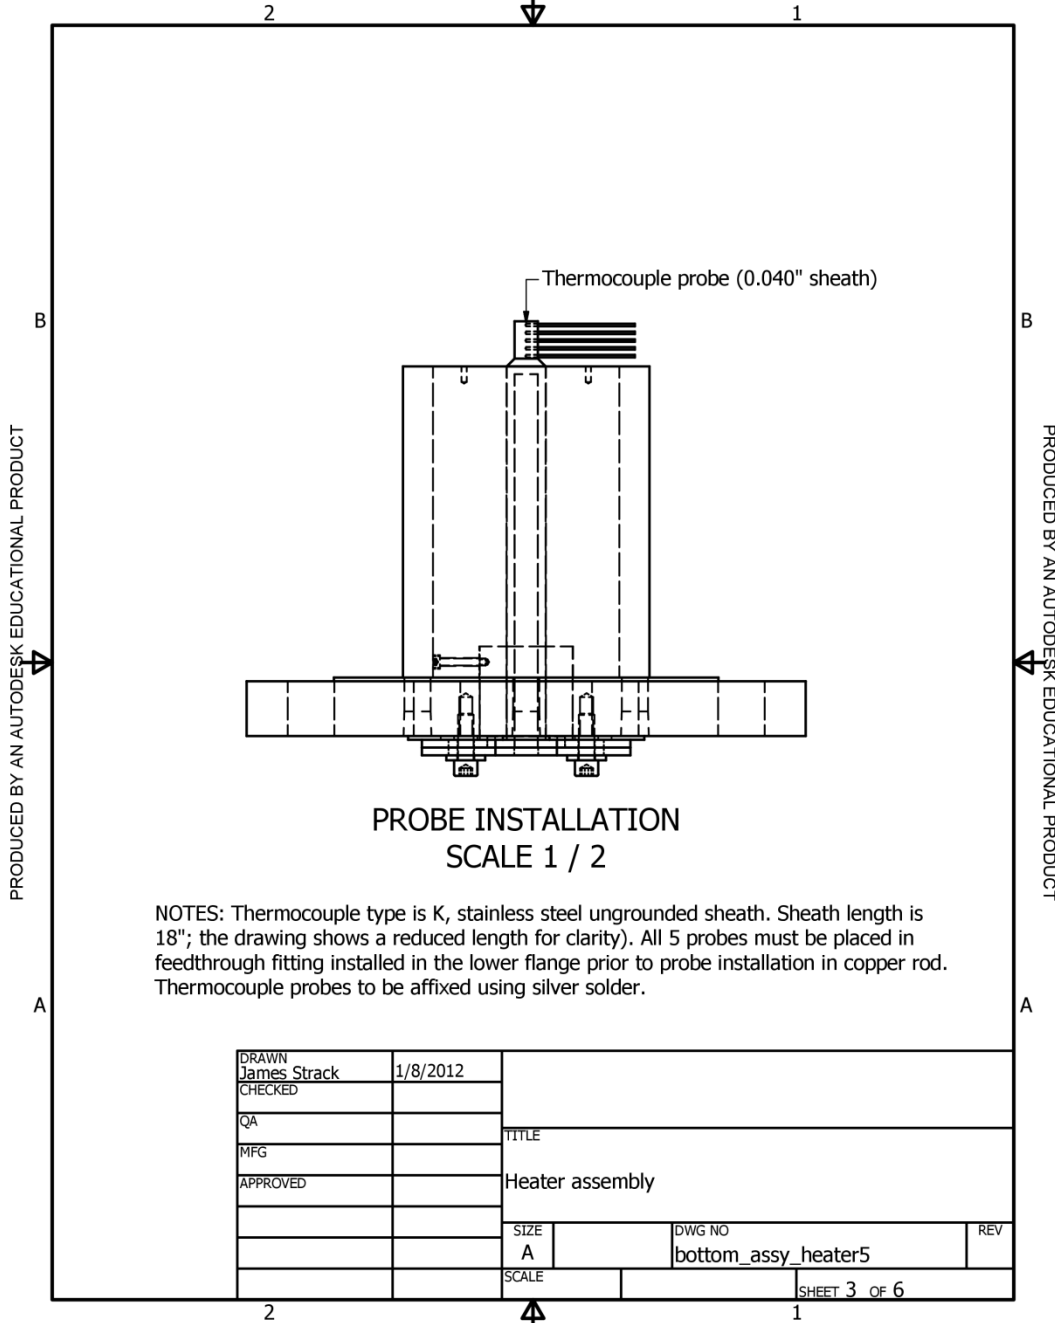 2
1
B
B
Thermocouple probe (0.040" sheath)
PRODUCED BY AN AUTODESK EDUCATIONAL PRODUCT
PRODUCED BY AN AUTODESK EDUCATIONAL PRODUCT
PROBE INSTALLATION
SCALE 1 / 2
NOTES: Thermocouple type is K, stainless steel ungrounded sheath. Sheath length is
18"; the drawing shows a reduced length for clarity). All 5 probes must be placed in
feedthrough fitting installed in the lower flange prior to probe installation in copper rod.
Thermocouple probes to be affixed using silver solder.
A
A
DRAWN
James Strack
1/8/2012
CHECKED
QA
MFG
APPROVED
TITLE
Heater assembly
SIZE
A
DWG NO
bottom_assy_heater5
REV
SCALE
SHEET 3 OF 6
2
1